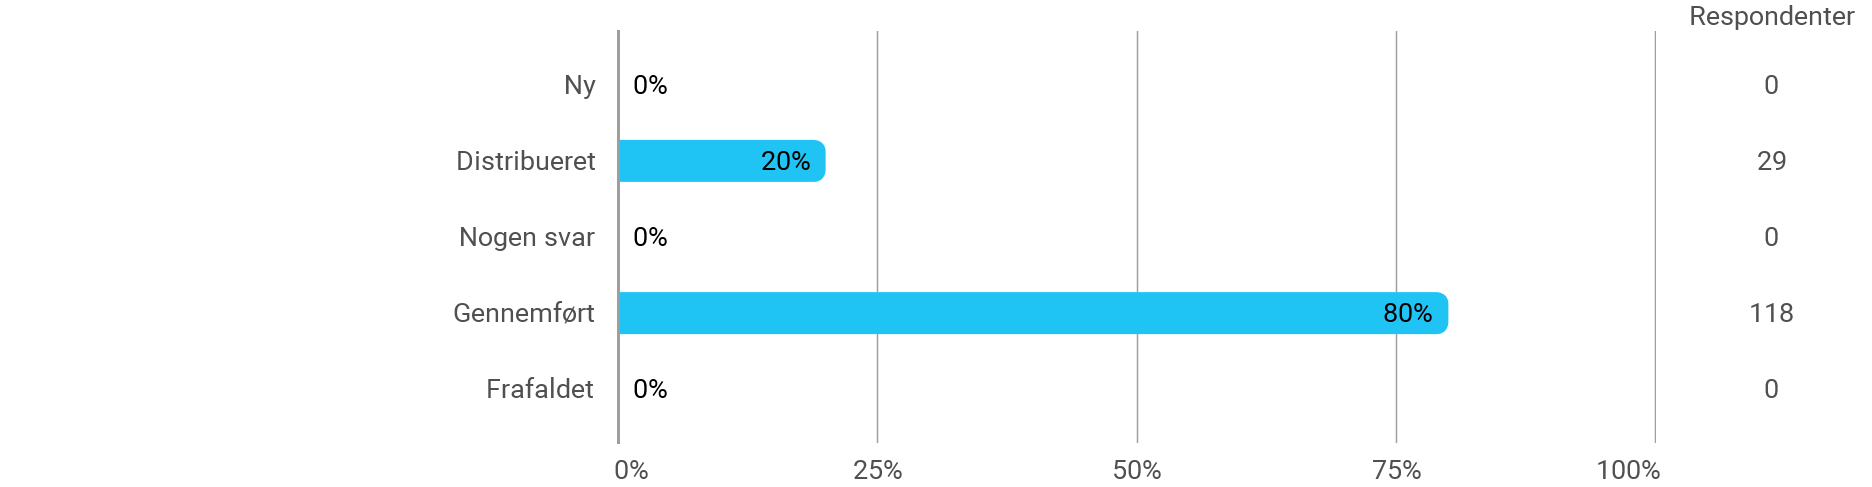 Respondenter
Ny 0% 0
Distribueret 20% 29
Nogen svar 0% 0
Gennemført 80% 118
Frafaldet 0% 0
0% 25% 50% 75% 100%